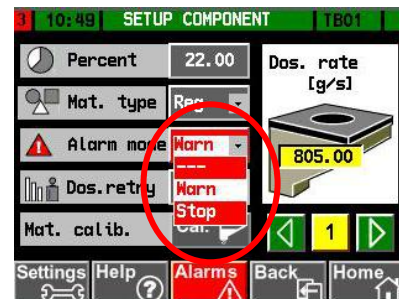 3 10:49 SETUP COMPONENT TB01
Percent 22.00
Dos. rate
[g/s]
Mat. type Reg
Alarm mode Warn
805.00
---
Dos.retry Warn
Stop
Mat. calib. Cal.
1
Settings Help ? Alarms Back Home